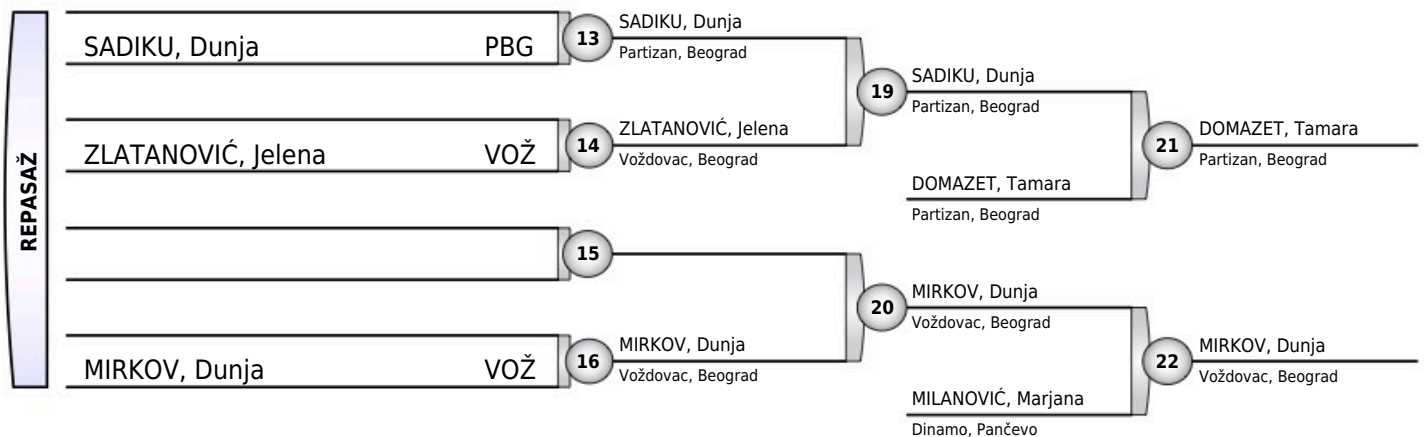 REPASAŽ
SADIKU, Dunja PBG
13
SADIKU, Dunja
Partizan, Beograd
ZLATANOVIĆ, Jelena VOŽ
14
ZLATANOVIĆ, Jelena
Voždovac, Beograd
19
SADIKU, Dunja
Partizan, Beograd
DOMAZET, Tamara
Partizan, Beograd
21
DOMAZET, Tamara
Partizan, Beograd
15
MIRKOV, Dunja VOŽ
16
MIRKOV, Dunja
Voždovac, Beograd
20
MIRKOV, Dunja
Voždovac, Beograd
MILANOVIĆ, Marjana
Dinamo, Pančevo
22
MIRKOV, Dunja
Voždovac, Beograd